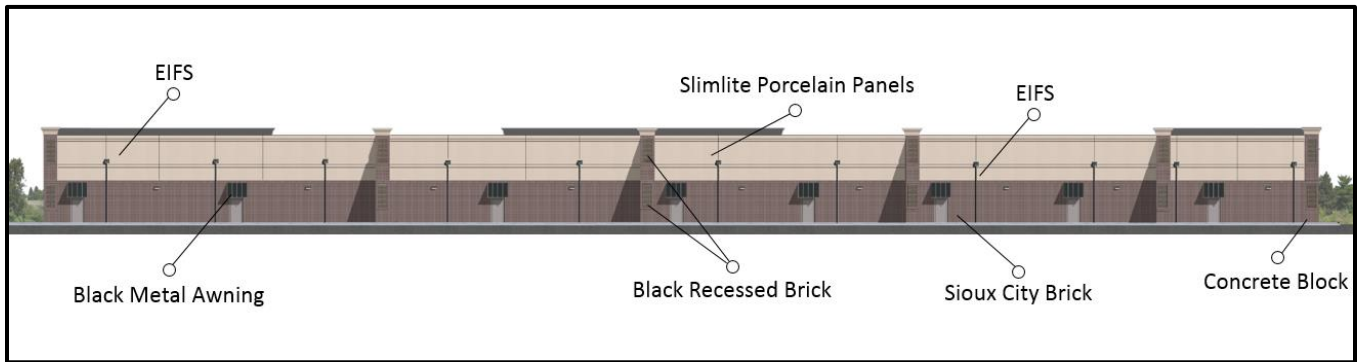 EIFS
Slimlite Porcelain Panels
EIFS
Black Metal Awning
Black Recessed Brick
Sioux City Brick
Concrete Block